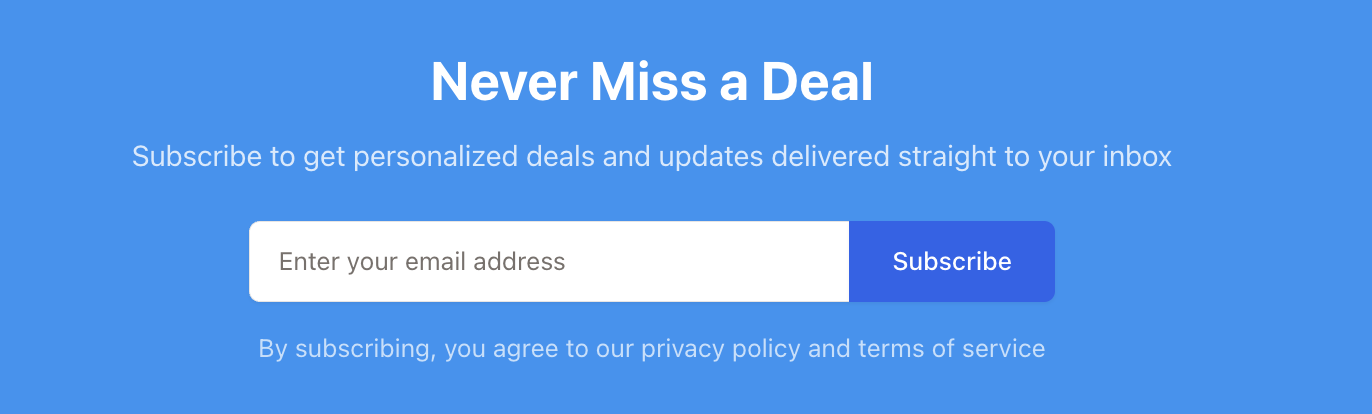 Never Miss a Deal
Subscribe to get personalized deals and updates delivered straight to your inbox
Enter your email address
Subscribe
By subscribing, you agree to our privacy policy and terms of service